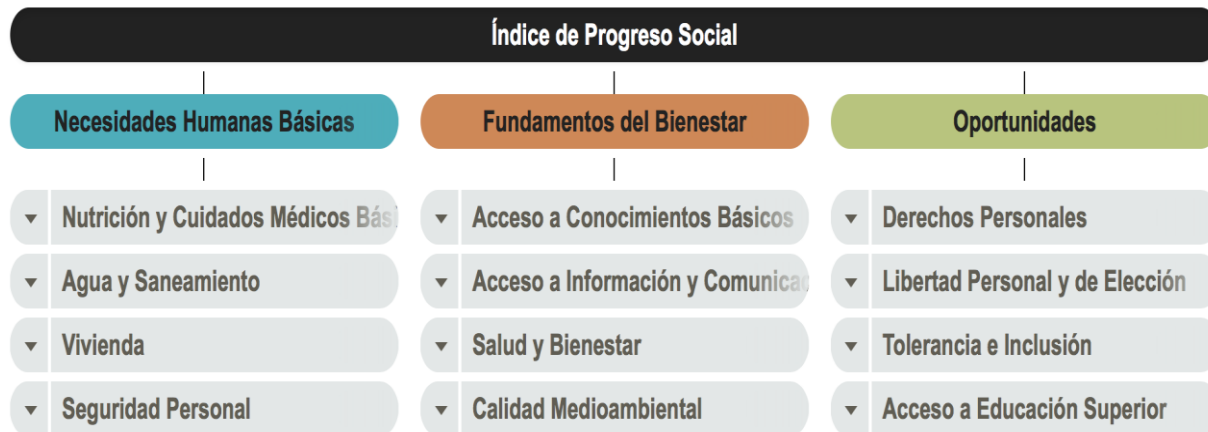 Índice de Progreso Social
Necesidades Humanas Básicas
Fundamentos del Bienestar
Oportunidades
Nutrición y Cuidados Médicos Bási
Acceso a Conocimientos Básicos
Derechos Personales
Agua y Saneamiento
Acceso a Información y Comunicac
Libertad Personal y de Elección
Vivienda
Salud y Bienestar
Tolerancia e Inclusión
Seguridad Personal
Calidad Medioambiental
Acceso a Educación Superior